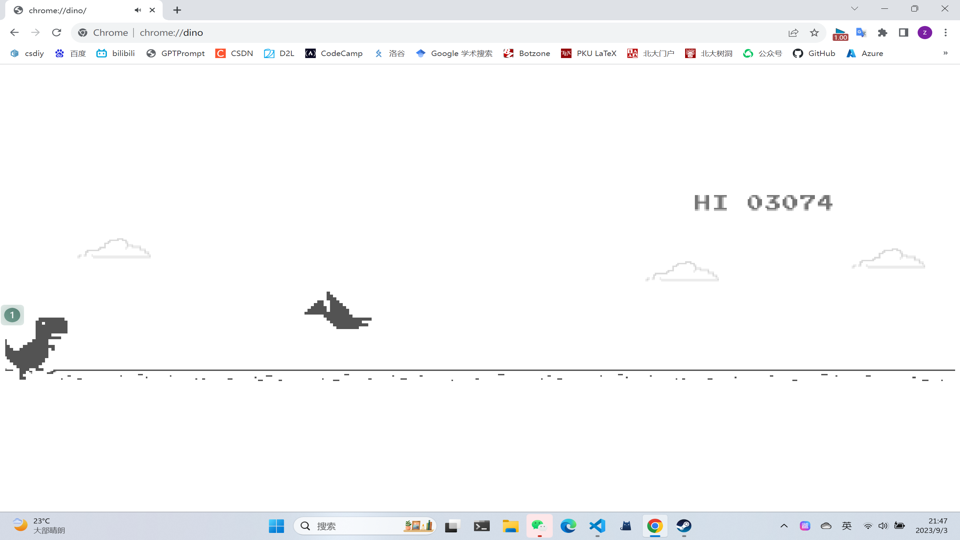 chrome://dino/
Chrome | chrome://dino
1.00
z
csdiy 百度 bilibili GPTPrompt CSDN D2L CodeCamp 洛谷 Google 学术搜索 Botzone PKU LaTeX 北大门户 北大树洞 公众号 GitHub Azure »
HI 03074
1
23°C
大部晴朗
搜索
英
21:47
2023/9/3